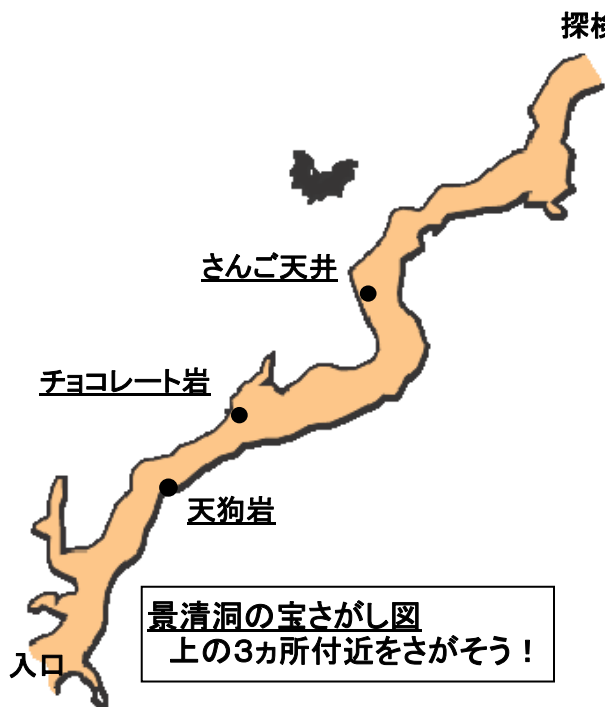 探検
さんご天井
チョコレート岩
天狗岩
景清洞の宝さがし図
上の3ヵ所付近をさがそう!
入口